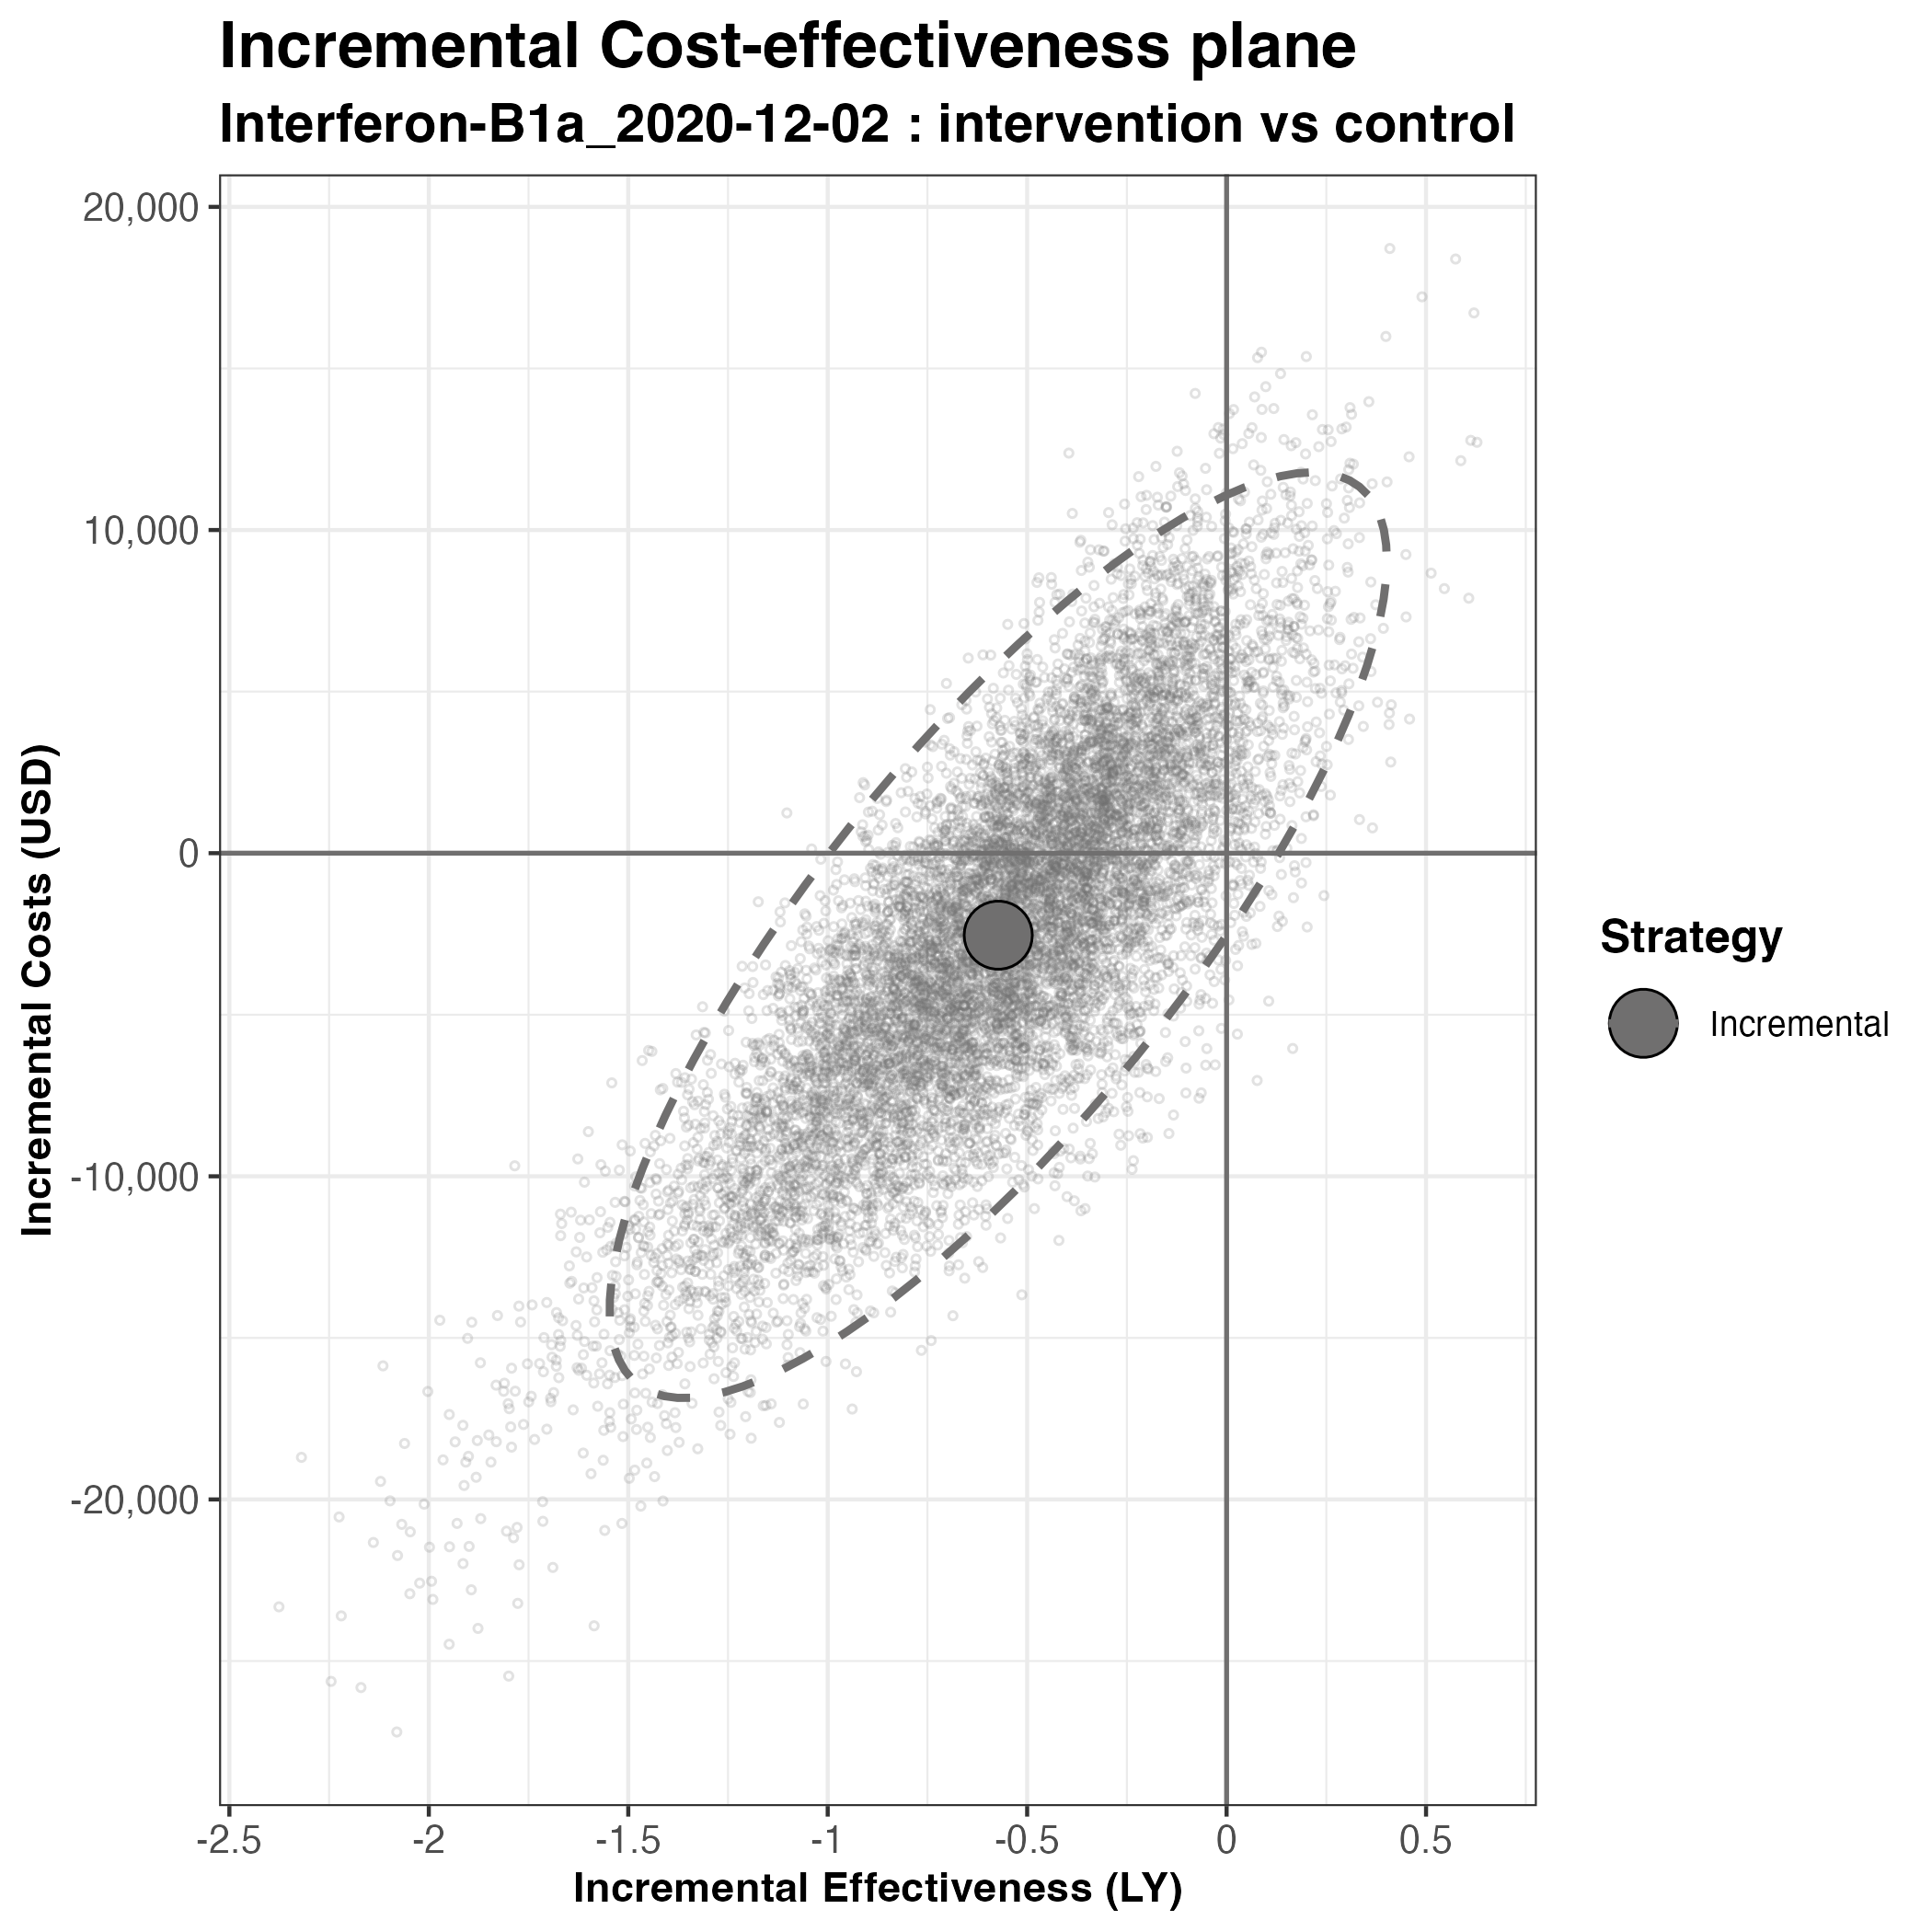 Incremental Cost-effectiveness plane
Interferon-B1a_2020-12-02 : intervention vs control
20,000
10,000
0
-10,000
-20,000
Incremental Costs (USD)
-2.5
-2
-1.5
-1
-0.5
0
0.5
Incremental Effectiveness (LY)
Strategy
Incremental